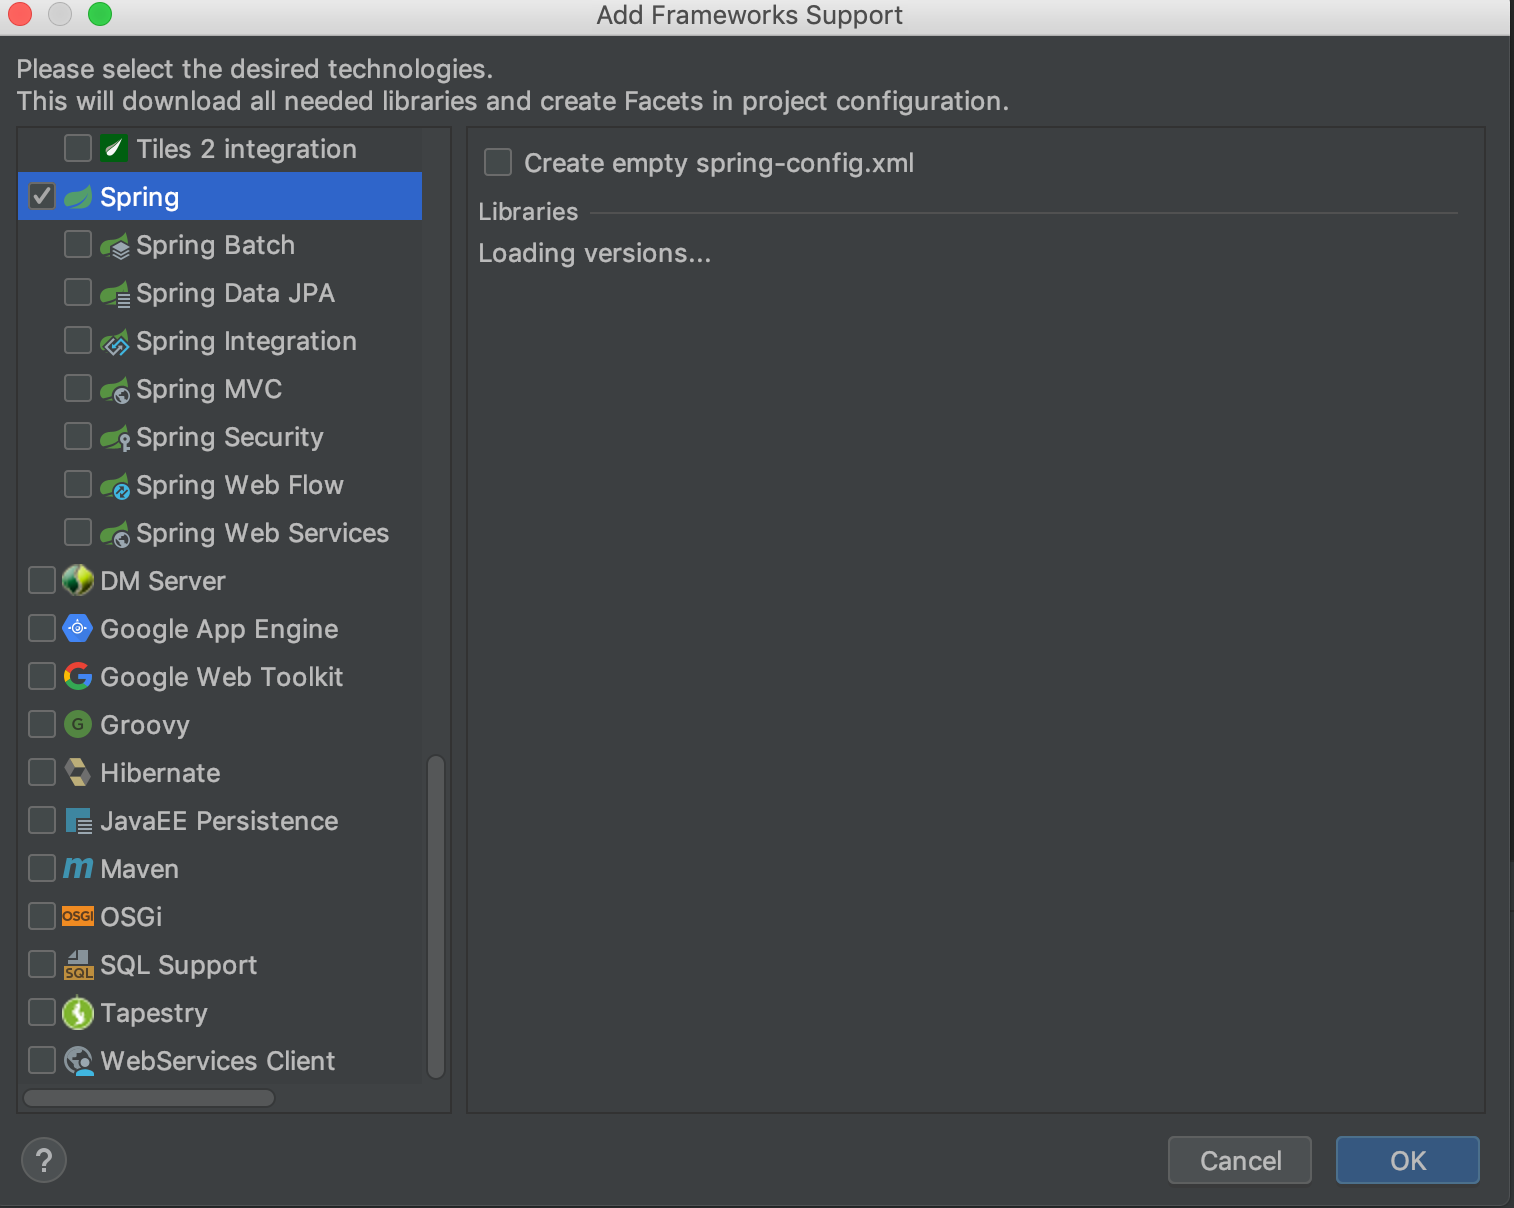 Add Frameworks Support
Please select the desired technologies.
This will download all needed libraries and create Facets in project configuration.
Tiles 2 integration
Spring
Spring Batch
Spring Data JPA
Spring Integration
Spring MVC
Spring Security
Spring Web Flow
Spring Web Services
DM Server
Google App Engine
Google Web Toolkit
G Groovy
Hibernate
JavaEE Persistence
m Maven
OSGi OSGi
SQL SQL Support
Tapestry
WebServices Client
Create empty spring-config.xml
Libraries
Loading versions...
?
Cancel
OK